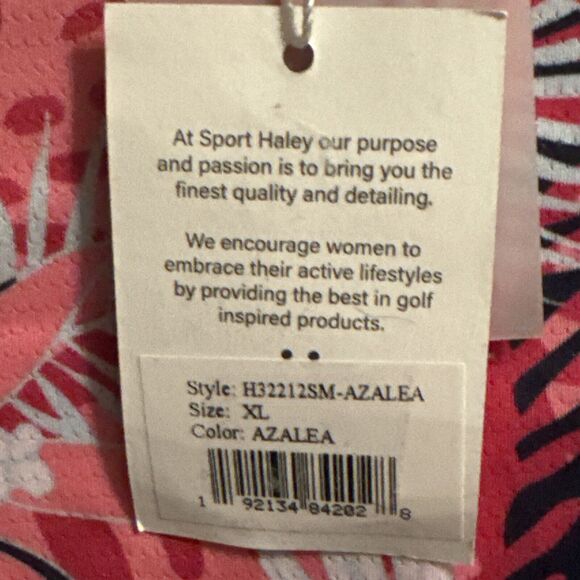 At Sport Haley our purpose
and passion is to bring you the
finest quality and detailing.
We encourage women to
embrace their active lifestyles
by providing the best in golf
inspired products.
Style: H32212SM-AZALEA
Size: XL
Color: AZALEA
1 92134 84202 8